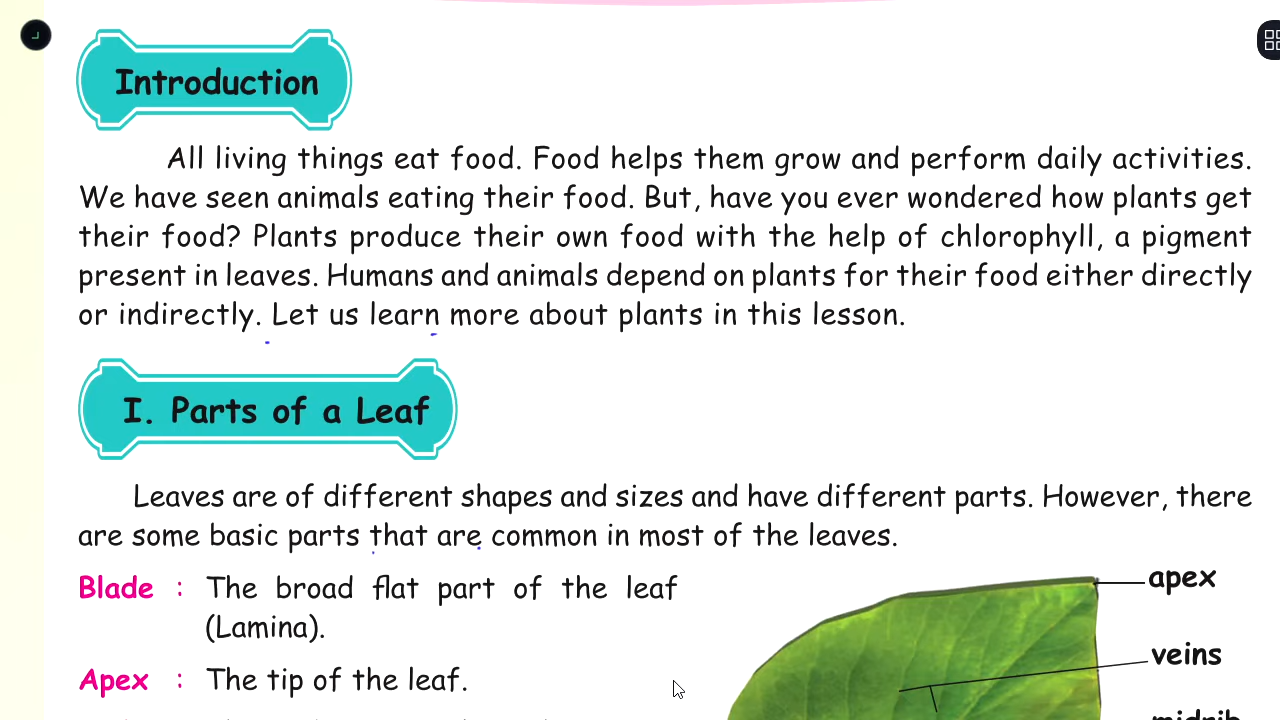 Introduction
All living things eat food. Food helps them grow and perform daily activities.
We have seen animals eating their food. But, have you ever wondered how plants get
their food? Plants produce their own food with the help of chlorophyll, a pigment
present in leaves. Humans and animals depend on plants for their food either directly
or indirectly. Let us learn more about plants in this lesson.
I. Parts of a Leaf
Leaves are of different shapes and sizes and have different parts. However, there
are some basic parts that are common in most of the leaves.
Blade : The broad flat part of the leaf
(Lamina).
Apex : The tip of the leaf.
apex
veins
midrib